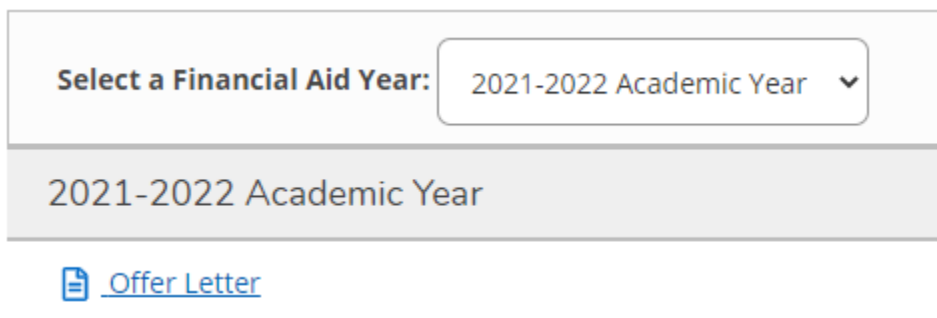 Select a Financial Aid Year: 2021-2022 Academic Year
2021-2022 Academic Year
Offer Letter